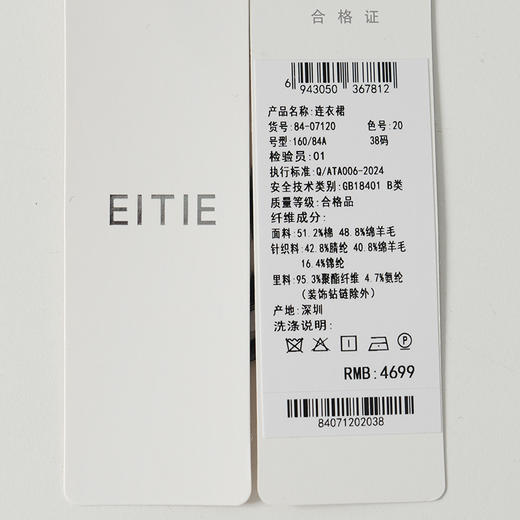 EITIE
合格证
6 943050 367812
产品名称:连衣裙
货号:84-07120 色号:20
号型:160/84A 38码
检验员:01
执行标准:Q/ATA006-2024
安全技术类别:GB18401 B类
质量等级:合格品
纤维成分:
面料:51.2%棉 48.8%绵羊毛
针织料:42.8%腈纶 40.8%绵羊毛
16.4%锦纶
里料:95.3%聚酯纤维 4.7%氨纶
(装饰钻链除外)
产地:深圳
洗涤说明:
RMB:4699
84071202038